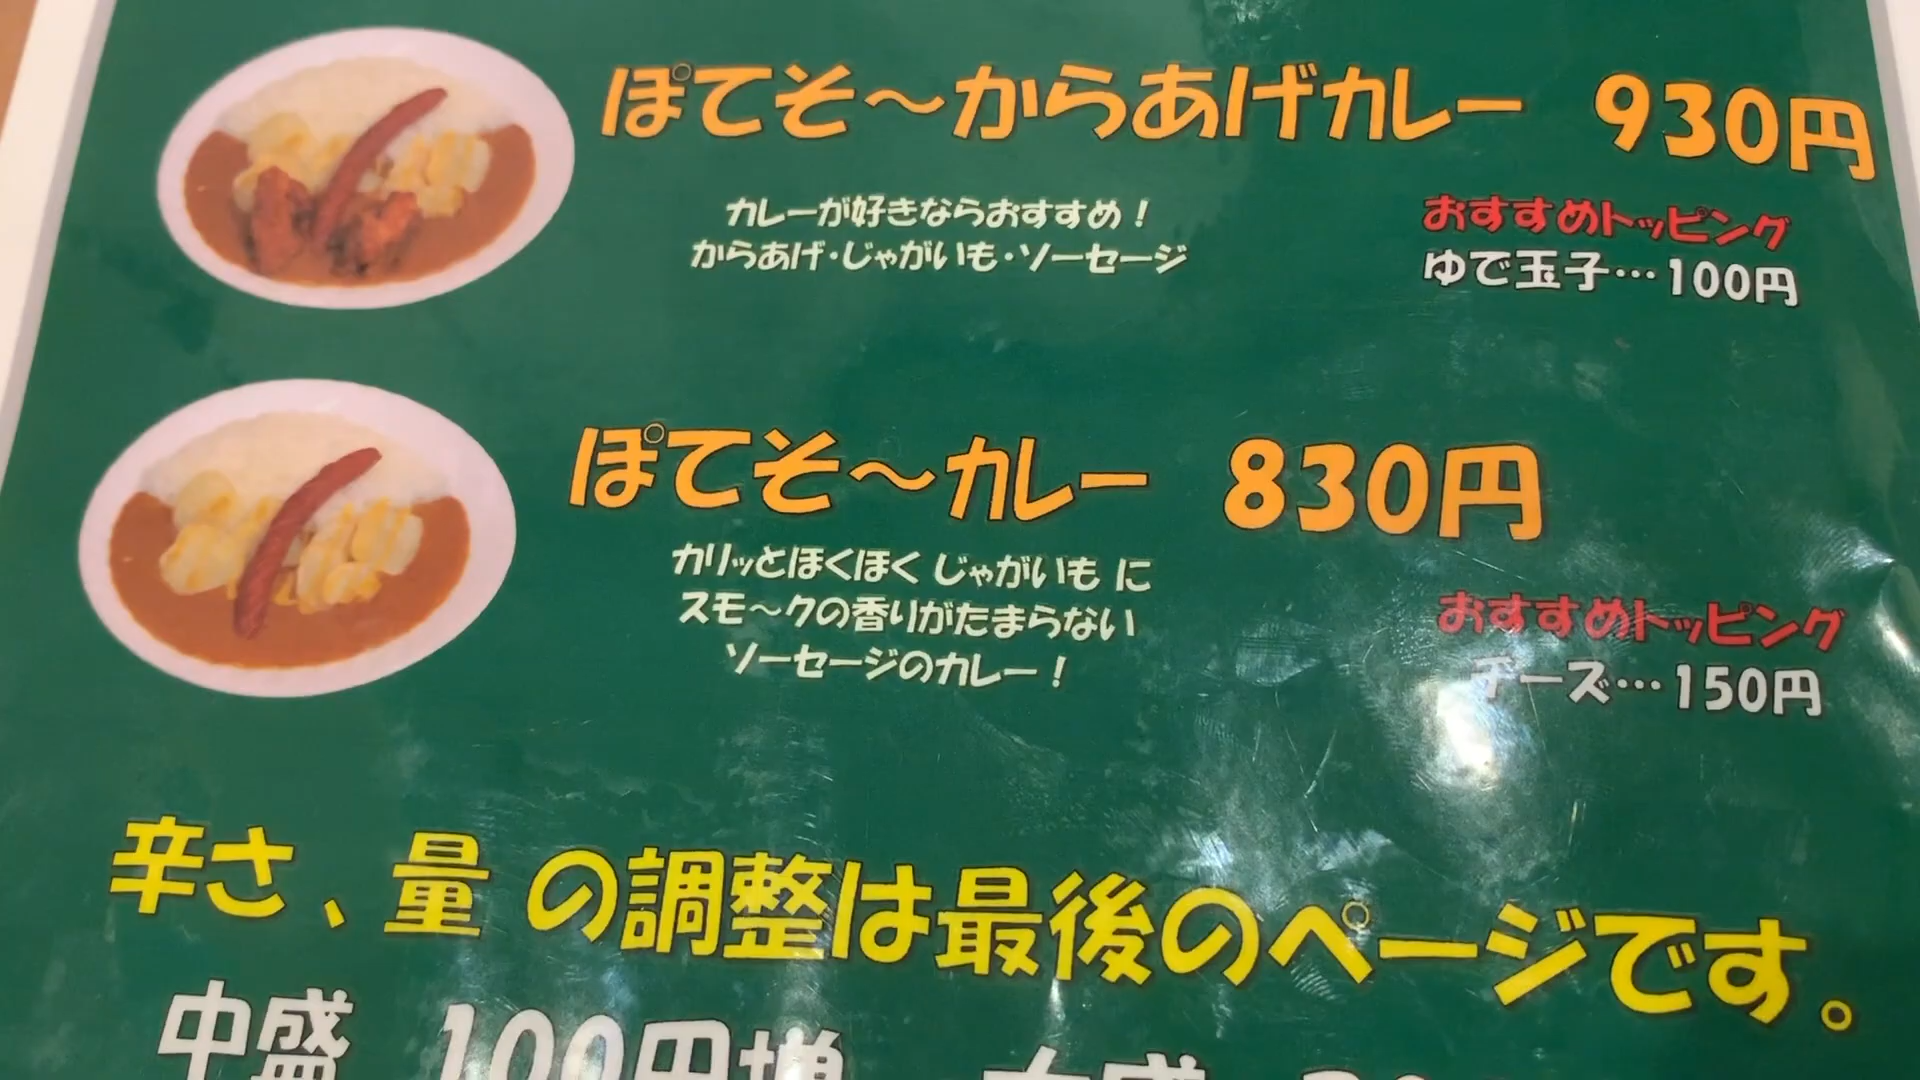 ぽてそ〜からあげカレー 930円
カレーが好きならおすすめ！
からあげ・じゃがいも・ソーセージ
おすすめトッピング
ゆで玉子…100円
ぽてそ〜カレー 830円
カリッとほくほく じゃがいも に
スモ〜クの香りがたまらない
ソーセージのカレー！
おすすめトッピング
チーズ…150円
辛さ、量 の調整は最後のページです。
中盛 100円増